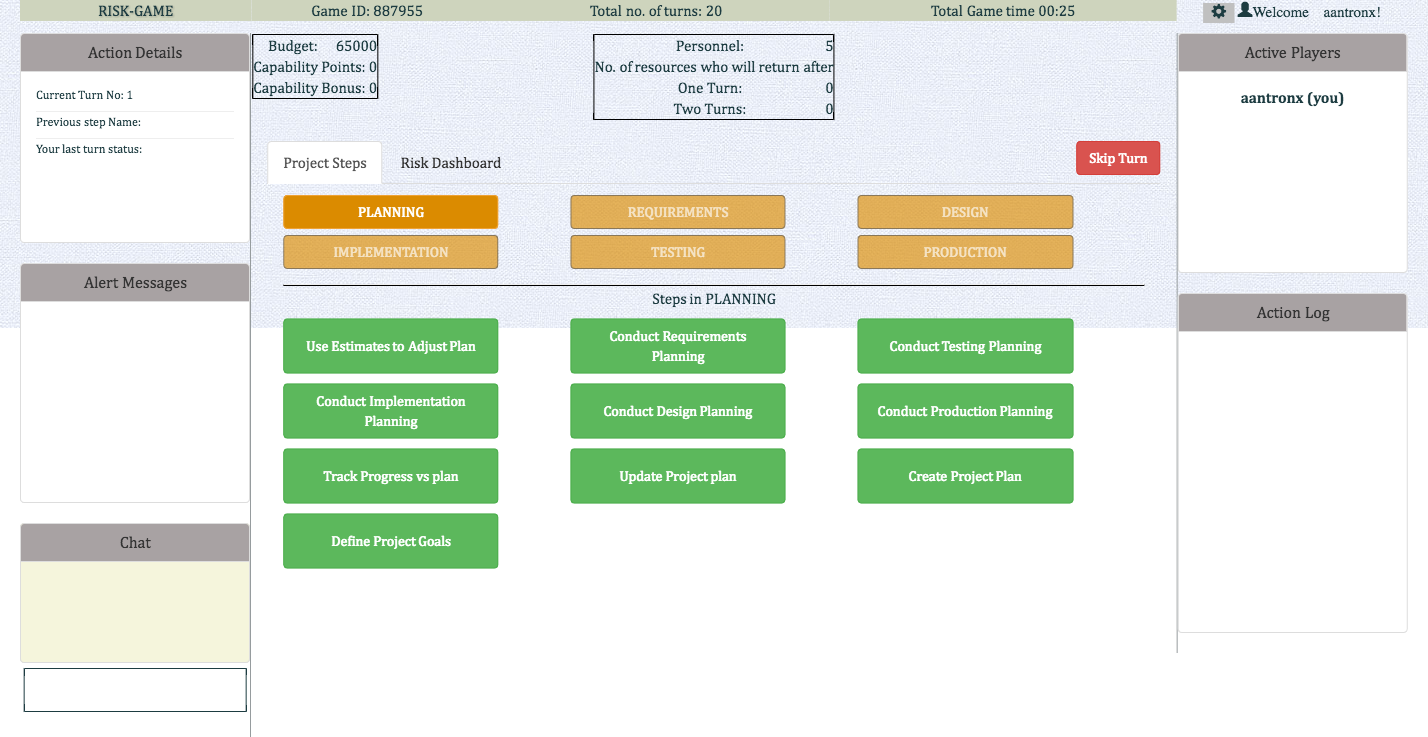 RISK-GAME
Game ID: 887955
Total no. of turns: 20
Total Game time 00:25
Welcome aantronx!
Action Details
Current Turn No: 1
Previous step Name:
Your last turn status:
Alert Messages
Chat
Budget: 65000
Capability Points: 0
Capability Bonus: 0
Personnel: 5
No. of resources who will return after
One Turn: 0
Two Turns: 0
Project Steps
Risk Dashboard
Skip Turn
PLANNING
REQUIREMENTS
DESIGN
IMPLEMENTATION
TESTING
PRODUCTION
Steps in PLANNING
Use Estimates to Adjust Plan
Conduct Requirements
Planning
Conduct Testing Planning
Conduct Implementation
Planning
Conduct Design Planning
Conduct Production Planning
Track Progress vs plan
Update Project plan
Create Project Plan
Define Project Goals
Active Players
aantronx (you)
Action Log